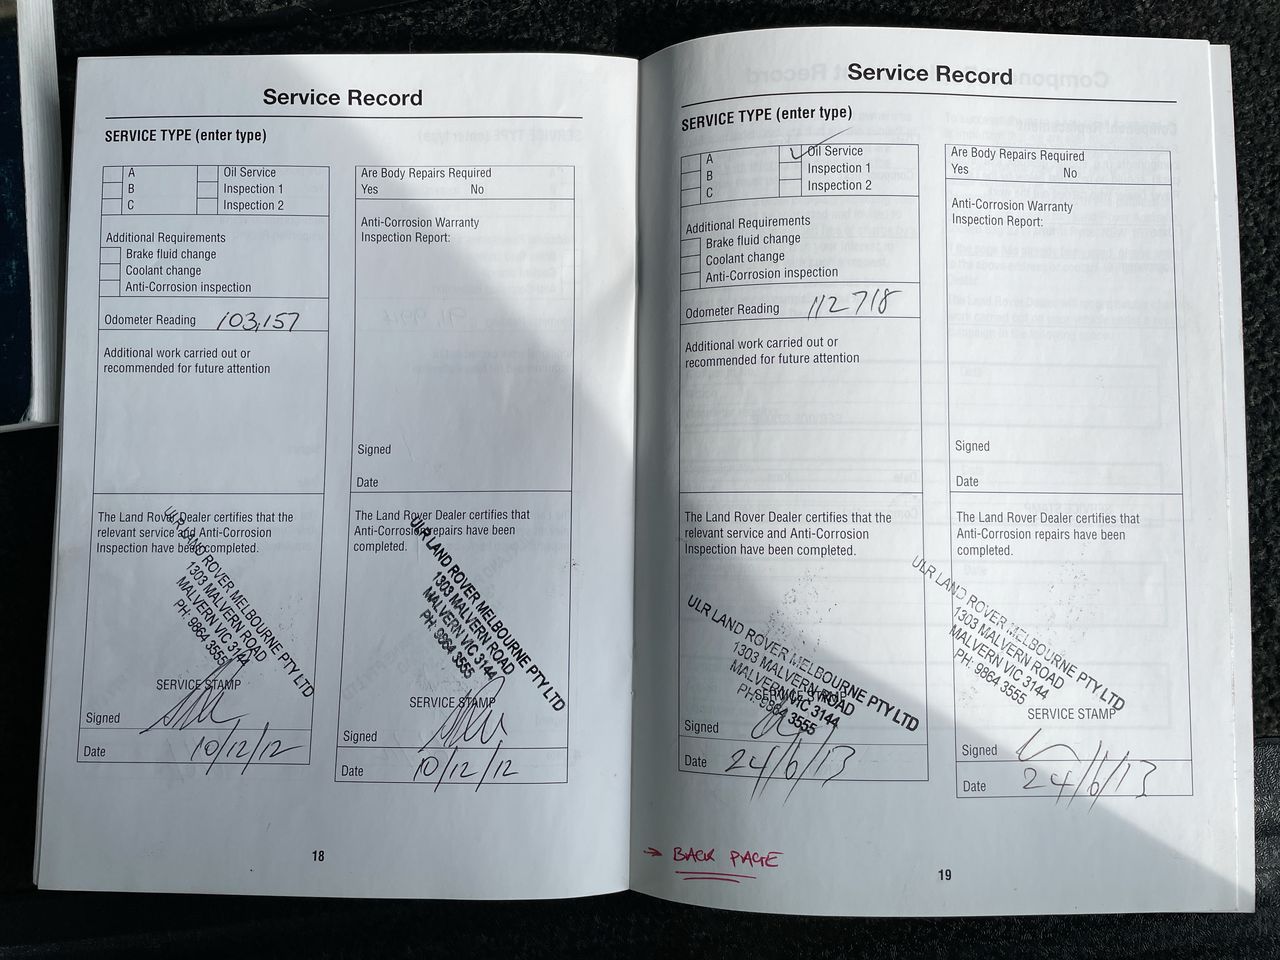 Service Record
SERVICE TYPE (enter type)
A
B
C
Oil Service
Inspection 1
Inspection 2
Additional Requirements
Brake fluid change
Coolant change
Anti-Corrosion inspection
Odometer Reading 103,157
Additional work carried out or
recommended for future attention
The Land Rover Dealer certifies that the
relevant service and Anti-Corrosion
Inspection have been completed.
ULR LAND ROVER MELBOURNE PTY LTD
1303 MALVERN ROAD
MALVERN VIC 3144
PH: 9864 3555
SERVICE STAMP
Signed
Date 10/12/12
Are Body Repairs Required
Yes No
Anti-Corrosion Warranty
Inspection Report:
Signed
Date
The Land Rover Dealer certifies that
Anti-Corrosion repairs have been
completed.
ULR LAND ROVER MELBOURNE PTY LTD
1303 MALVERN ROAD
MALVERN VIC 3144
PH: 9864 3555
SERVICE STAMP
Signed
Date 10/12/12
18
Service Record
SERVICE TYPE (enter type)
A
B
C
Oil Service
Inspection 1
Inspection 2
Additional Requirements
Brake fluid change
Coolant change
Anti-Corrosion inspection
Odometer Reading 112718
Additional work carried out or
recommended for future attention
The Land Rover Dealer certifies that the
relevant service and Anti-Corrosion
Inspection have been completed.
ULR LAND ROVER MELBOURNE PTY LTD
1303 MALVERN ROAD
MALVERN VIC 3144
PH: 9864 3555
SERVICE STAMP
Signed
Date 24/6/13
Are Body Repairs Required
Yes No
Anti-Corrosion Warranty
Inspection Report:
Signed
Date
The Land Rover Dealer certifies that
Anti-Corrosion repairs have been
completed.
ULR LAND ROVER MELBOURNE PTY LTD
1303 MALVERN ROAD
MALVERN VIC 3144
PH: 9864 3555
SERVICE STAMP
Signed
Date 24/6/13
→ BACK PAGE
19